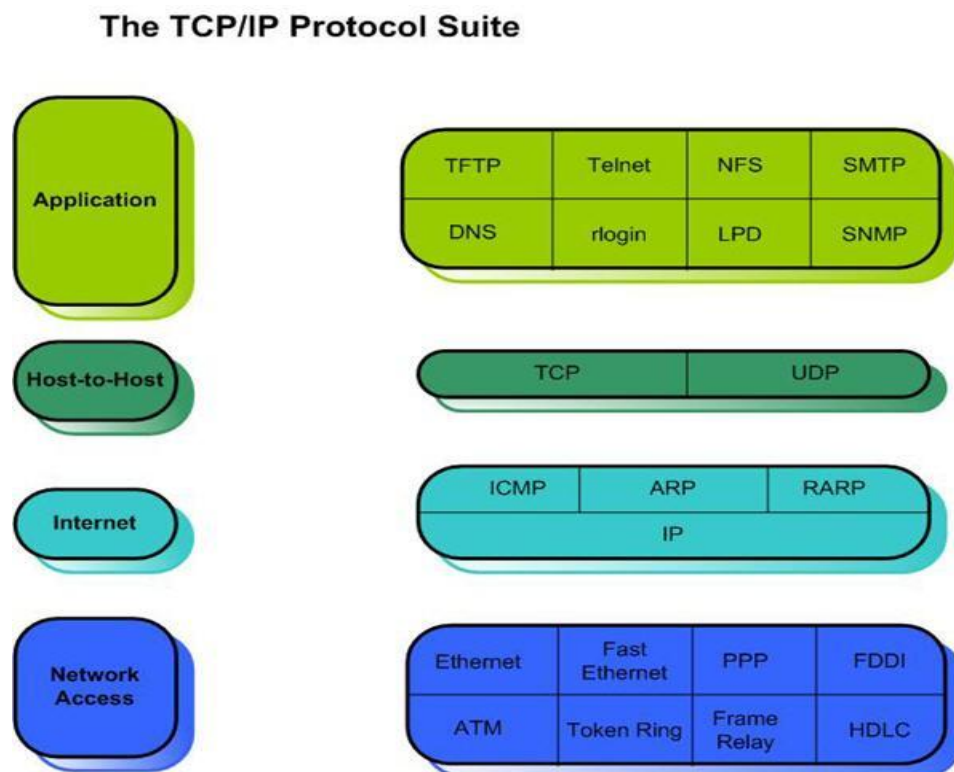 The TCP/IP Protocol Suite
Application
TFTP Telnet NFS SMTP
DNS rlogin LPD SNMP
Host-to-Host
TCP UDP
Internet
ICMP ARP RARP
IP
Network
Access
Ethernet Fast
Ethernet PPP FDDI
ATM Token Ring Frame
Relay HDLC